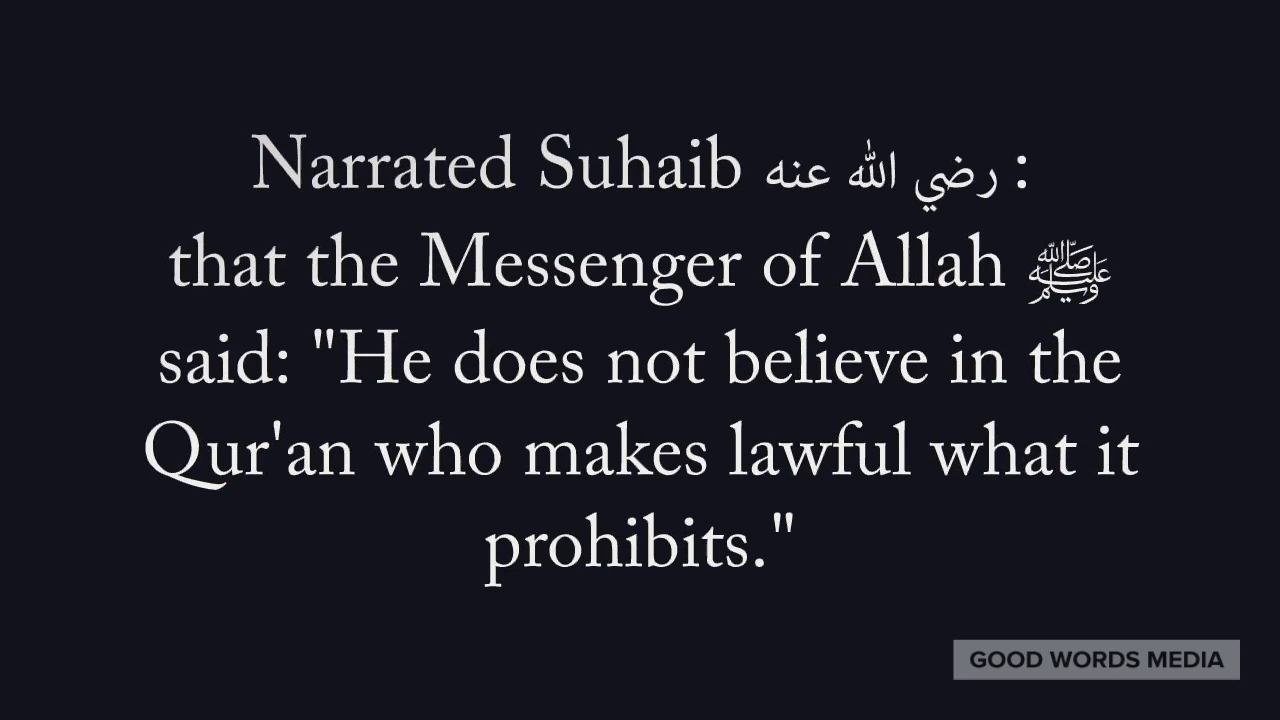 Narrated Suhaib رضي الله عنه :
that the Messenger of Allah ﷺ
said: "He does not believe in the
Qur'an who makes lawful what it
prohibits."
GOOD WORDS MEDIA